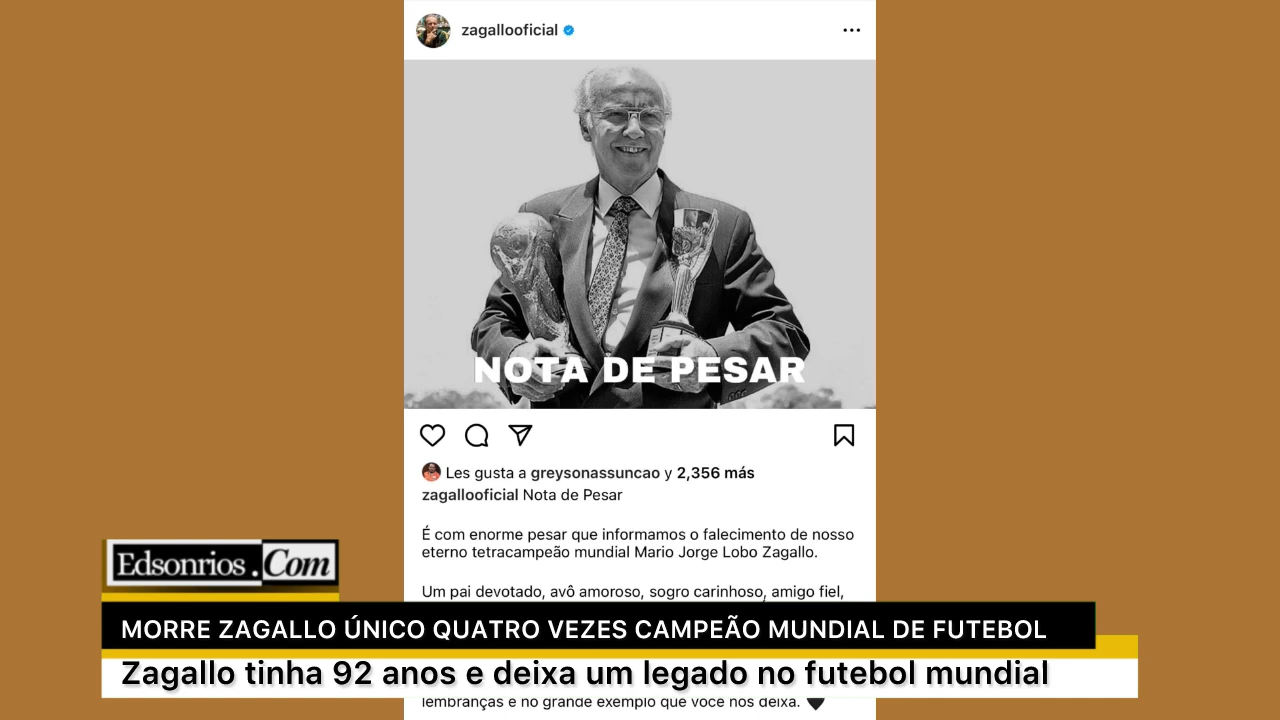 zagallooficial
NOTA DE PESAR
Les gusta a greysonassuncao y 2,356 más
zagallooficial Nota de Pesar
É com enorme pesar que informamos o falecimento de nosso
eterno tetracampeão mundial Mario Jorge Lobo Zagallo.
Um pai devotado, avô amoroso, sogro carinhoso, amigo fiel,
Edsonrios.Com
MORRE ZAGALLO ÚNICO QUATRO VEZES CAMPEÃO MUNDIAL DE FUTEBOL
Zagallo tinha 92 anos e deixa um legado no futebol mundial
lembranças e no grande exemplo que você nos deixa. 🖤